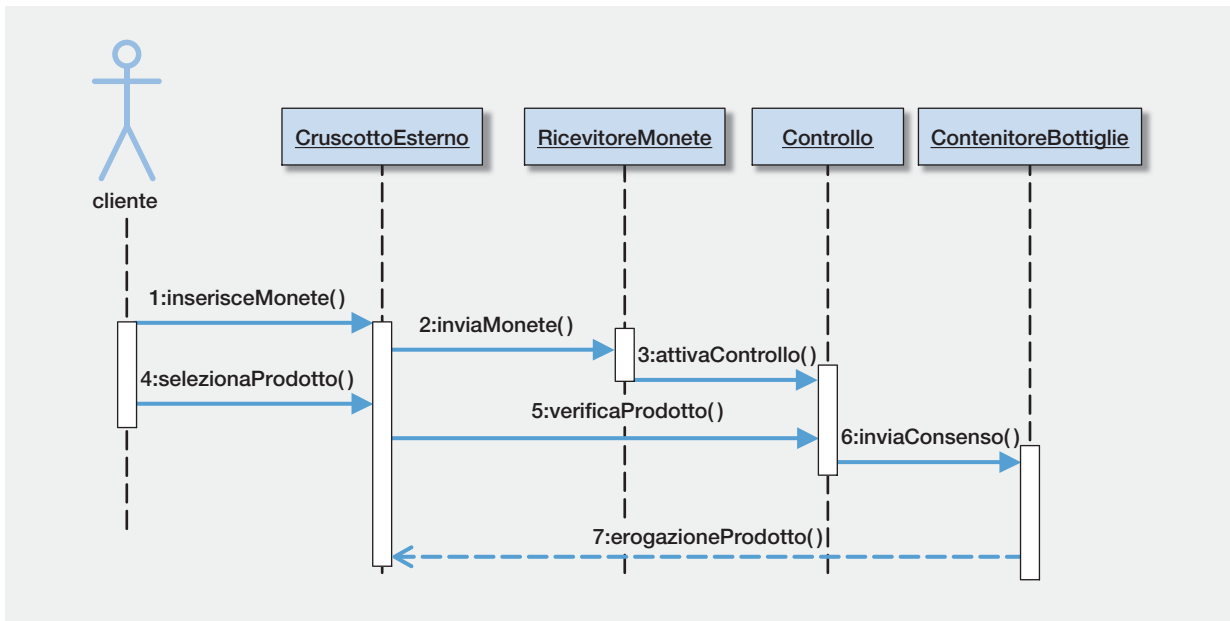 CruscottoEsterno
RicevitoreMonete
Controllo
ContenitoreBottiglie
cliente
1:inserisceMonete()
2:inviaMonete()
3:attivaControllo()
4:selezionaProdotto()
5:verificaProdotto()
6:inviaConsenso()
7:erogazioneProdotto()